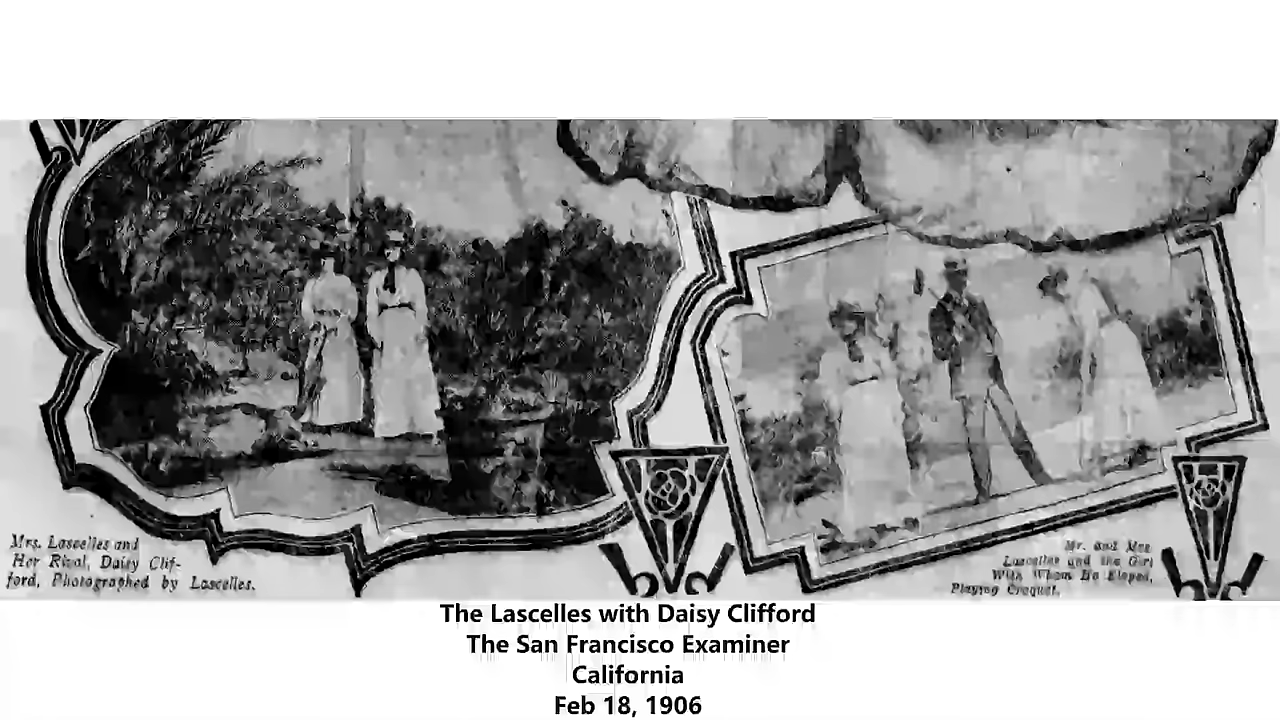 Mrs. Lascelles and
Her Rival, Daisy Clif-
ford, Photographed by Lascelles.
Mr. and Mrs.
Lascelles and the Girl
With Whom He Eloped,
Playing Croquet.
The Lascelles with Daisy Clifford
The San Francisco Examiner
California
Feb 18, 1906